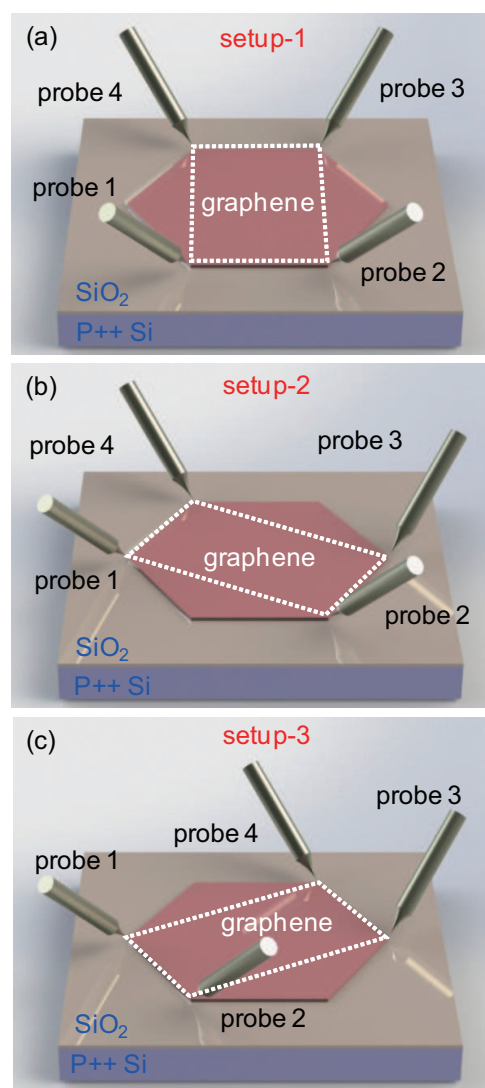 (a)
setup-1
probe 4
probe 3
probe 1
graphene
probe 2
SiO₂
P++ Si
(b)
setup-2
probe 4
probe 3
graphene
probe 1
probe 2
SiO₂
P++ Si
(c)
setup-3
probe 3
probe 4
probe 1
graphene
probe 2
SiO₂
P++ Si